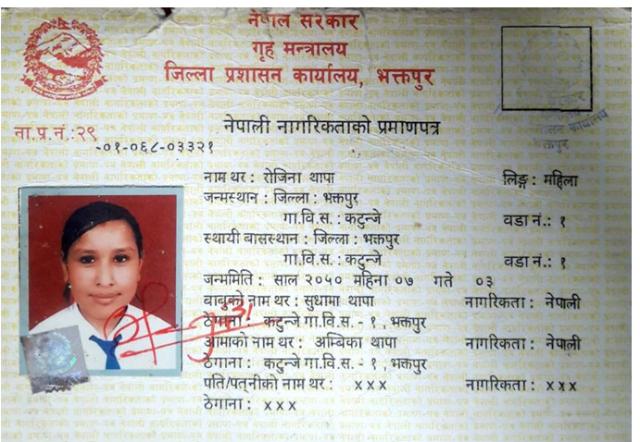 नेपाल सरकार
गृह मन्त्रालय
जिल्ला प्रशासन कार्यालय, भक्तपुर
ना.प्र.नं.:२९
-०१-०६८-०३३२१
नेपाली नागरिकताको प्रमाणपत्र
नाम थर : रोजिना थापा लिङ्ग: महिला
जन्मस्थान : जिल्ला : भक्तपुर
गा.वि.स. : कटुन्जे वडा नं.: १
स्थायी बासस्थान : जिल्ला : भक्तपुर
गा.वि.स. : कटुन्जे वडा नं.: १
जन्ममिति : साल २०५० महिना ०७ गते ०३
बाबुको नाम थर : सुधामा थापा नागरिकता : नेपाली
ठेगाना : कटुन्जे गा.वि.स. - १ , भक्तपुर
आमाको नाम थर : अम्बिका थापा नागरिकता : नेपाली
ठेगाना : कटुन्जे गा.वि.स. - १ , भक्तपुर
पति/पत्नीको नाम थर : x x x नागरिकता : x x x
ठेगाना : x x x